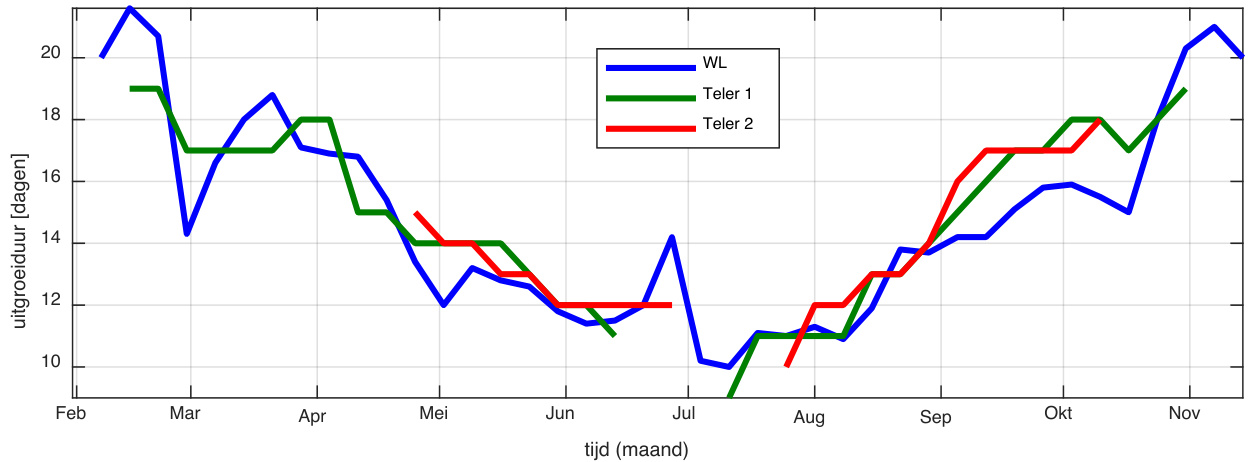 20
18
16
14
12
10
uitgroeiduur [dagen]
WL
Teler 1
Teler 2
Feb Mar Apr Mei Jun Jul Aug Sep Okt Nov
tijd (maand)